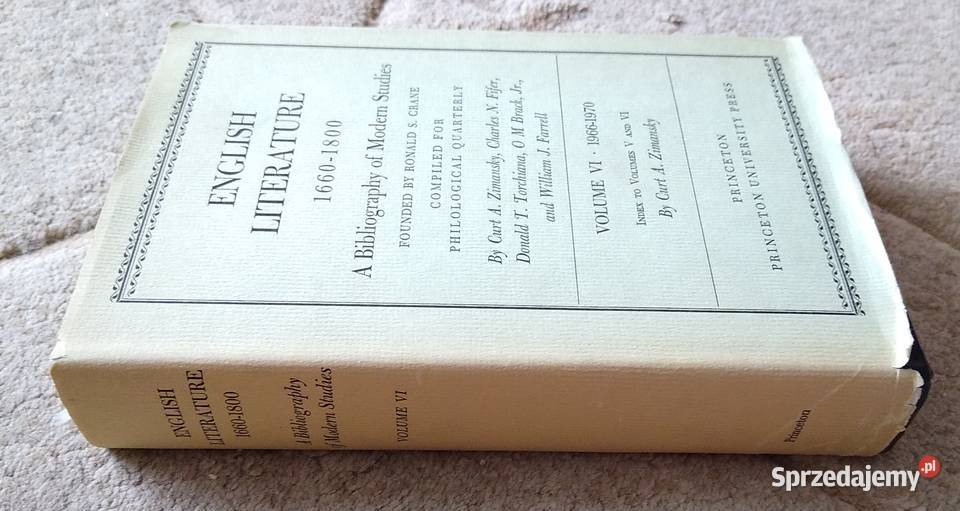 ENGLISH
LITERATURE
1660-1800
A Bibliography of Modern Studies
FOUNDED BY RONALD S. CRANE
COMPILED FOR
PHILOLOGICAL QUARTERLY
By Curt A. Zimansky, Charles N. Fifer,
Donald T. Torchiana, O M Brack, Jr.,
and William J. Farrell
VOLUME VI · 1966-1970
INDEX TO VOLUMES V AND VI
By Curt A. Zimansky
PRINCETON
PRINCETON UNIVERSITY PRESS
ENGLISH
LITERATURE
1660-1800
A Bibliography
of Modern Studies
VOLUME VI
Princeton
Sprzedajemy.pl